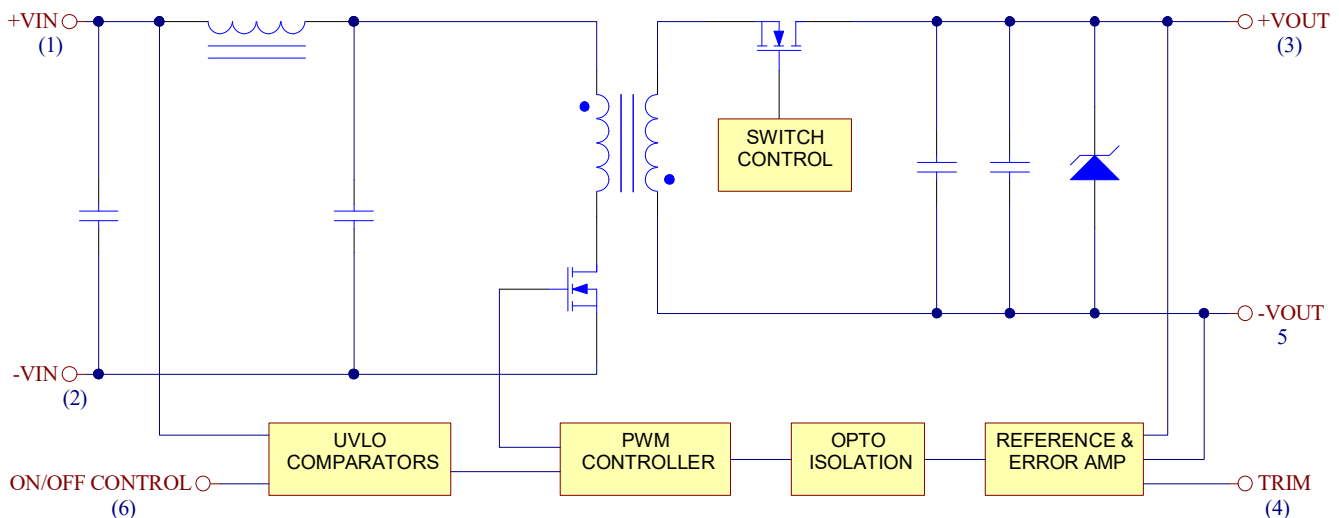 +VIN
(1)
+VOUT
(3)
SWITCH
CONTROL
-VOUT
5
-VIN
(2)
UVLO
COMPARATORS
PWM
CONTROLLER
OPTO
ISOLATION
REFERENCE &
ERROR AMP
ON/OFF CONTROL
(6)
TRIM
(4)